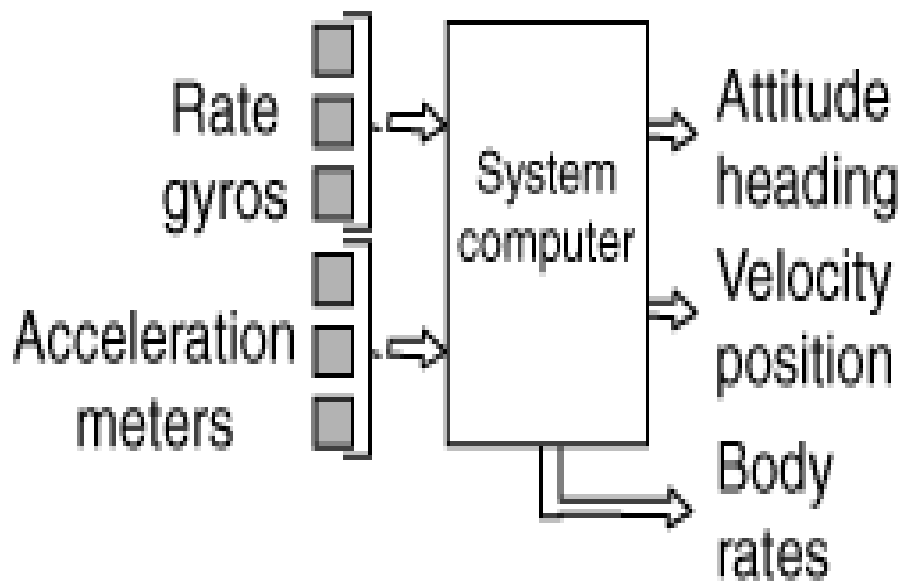 Rate
gyros
Acceleration
meters
System
computer
Attitude
heading
Velocity
position
Body
rates